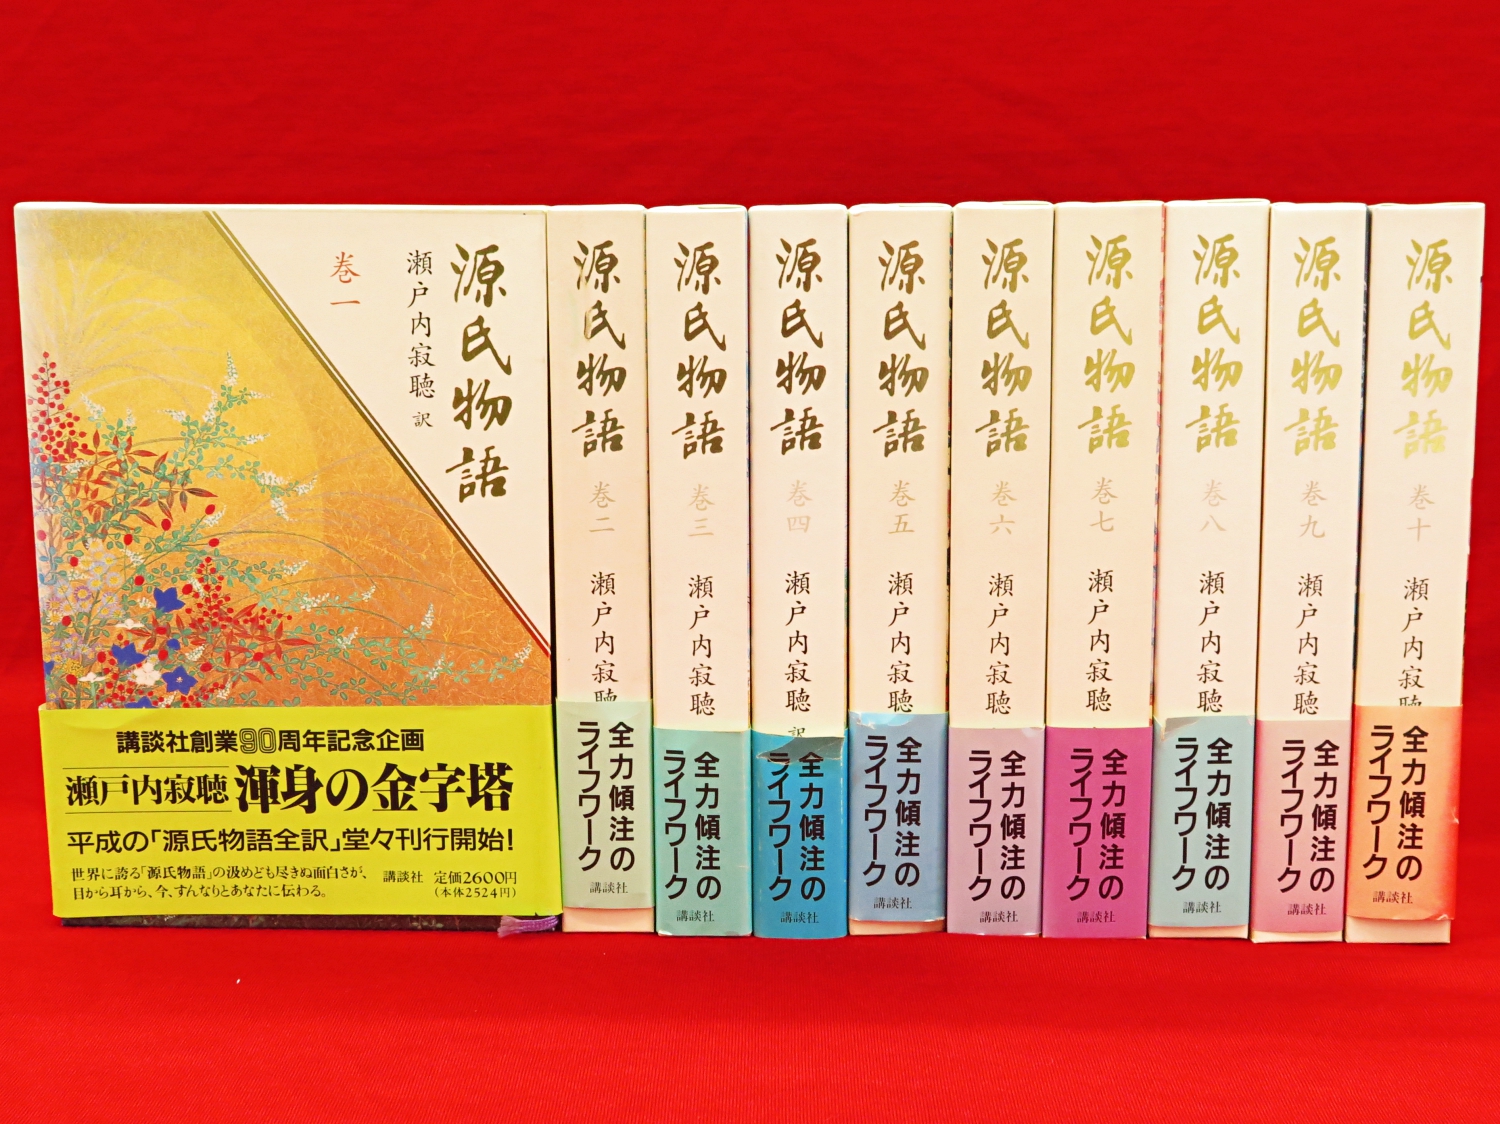 源氏物語
瀬戸内寂聴 訳
巻一
講談社創業90周年記念企画
瀬戸内寂聴 渾身の金字塔
平成の「源氏物語全訳」堂々刊行開始!
世界に誇る「源氏物語」の汲めども尽きぬ面白さが、
目から耳から、今、すんなりとあなたに伝わる。
講談社
定価2600円
(本体2524円)
源氏物語 巻二 瀬戸内寂聴
全力傾注の
ライフワーク
講談社
源氏物語 巻三 瀬戸内寂聴
全力傾注の
ライフワーク
講談社
源氏物語 巻四 瀬戸内寂聴 訳
全力傾注の
ライフワーク
講談社
源氏物語 巻五 瀬戸内寂聴
全力傾注の
ライフワーク
講談社
源氏物語 巻六 瀬戸内寂聴
全力傾注の
ライフワーク
講談社
源氏物語 巻七 瀬戸内寂聴
全力傾注の
ライフワーク
講談社
源氏物語 巻八 瀬戸内寂聴
全力傾注の
ライフワーク
講談社
源氏物語 巻九 瀬戸内寂聴
全力傾注の
ライフワーク
講談社
源氏物語 巻十 瀬戸内寂聴
全力傾注の
ライフワーク
講談社